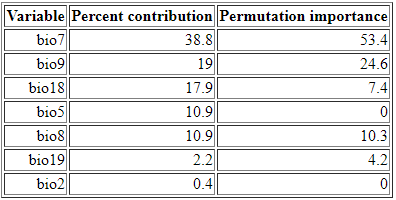 Variable Percent contribution Permutation importance
bio7 38.8 53.4
bio9 19 24.6
bio18 17.9 7.4
bio5 10.9 0
bio8 10.9 10.3
bio19 2.2 4.2
bio2 0.4 0